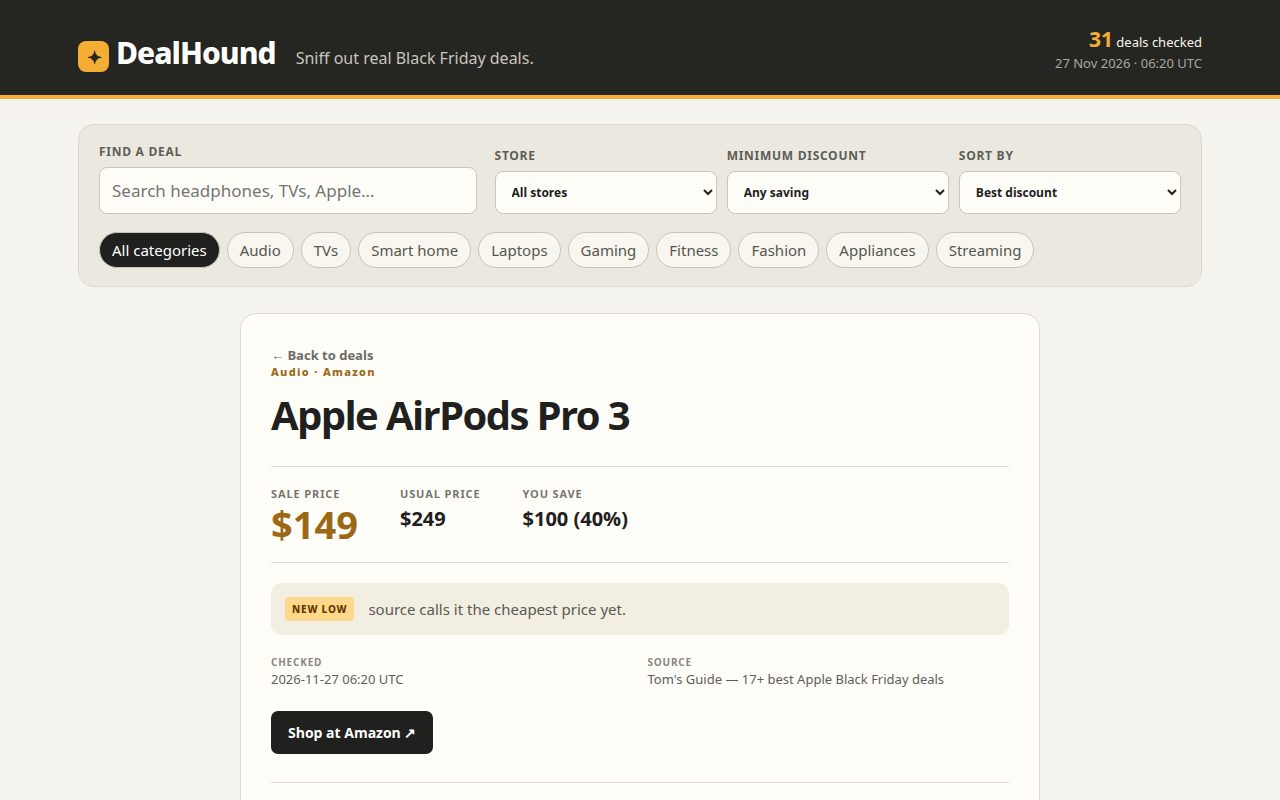 ✦ DealHound Sniff out real Black Friday deals.
31 deals checked
27 Nov 2026 · 06:20 UTC
FIND A DEAL
Search headphones, TVs, Apple...
STORE
All stores
MINIMUM DISCOUNT
Any saving
SORT BY
Best discount
All categories Audio TVs Smart home Laptops Gaming Fitness Fashion Appliances Streaming
← Back to deals
Audio · Amazon
Apple AirPods Pro 3
SALE PRICE
$149
USUAL PRICE
$249
YOU SAVE
$100 (40%)
NEW LOW source calls it the cheapest price yet.
CHECKED
2026-11-27 06:20 UTC
SOURCE
Tom's Guide — 17+ best Apple Black Friday deals
Shop at Amazon ↗